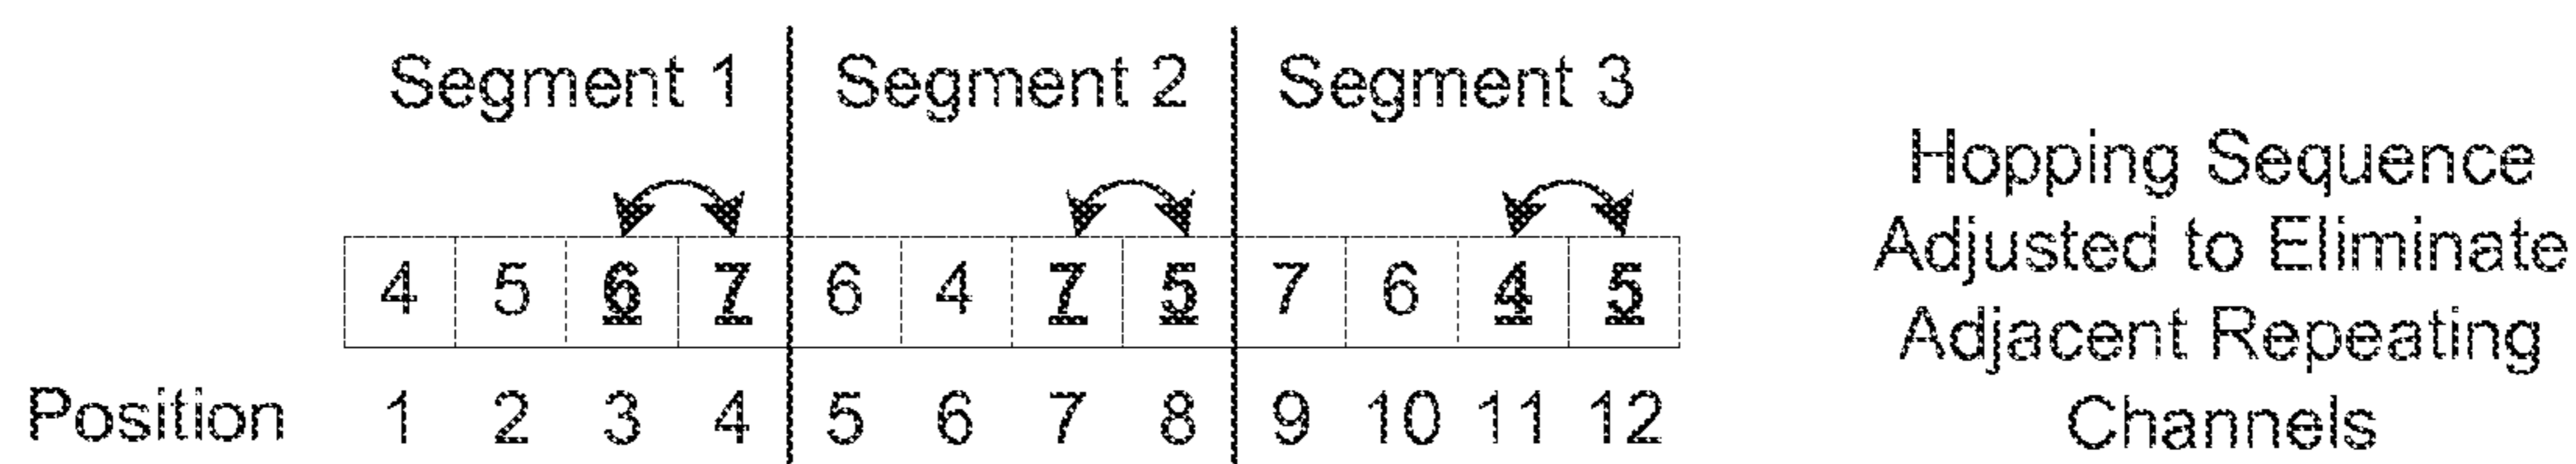 Segment 1 Segment 2 Segment 3
4 5 6 7 6 4 7 5 7 6 4 5
Position 1 2 3 4 5 6 7 8 9 10 11 12
Hopping Sequence
Adjusted to Eliminate
Adjacent Repeating
Channels